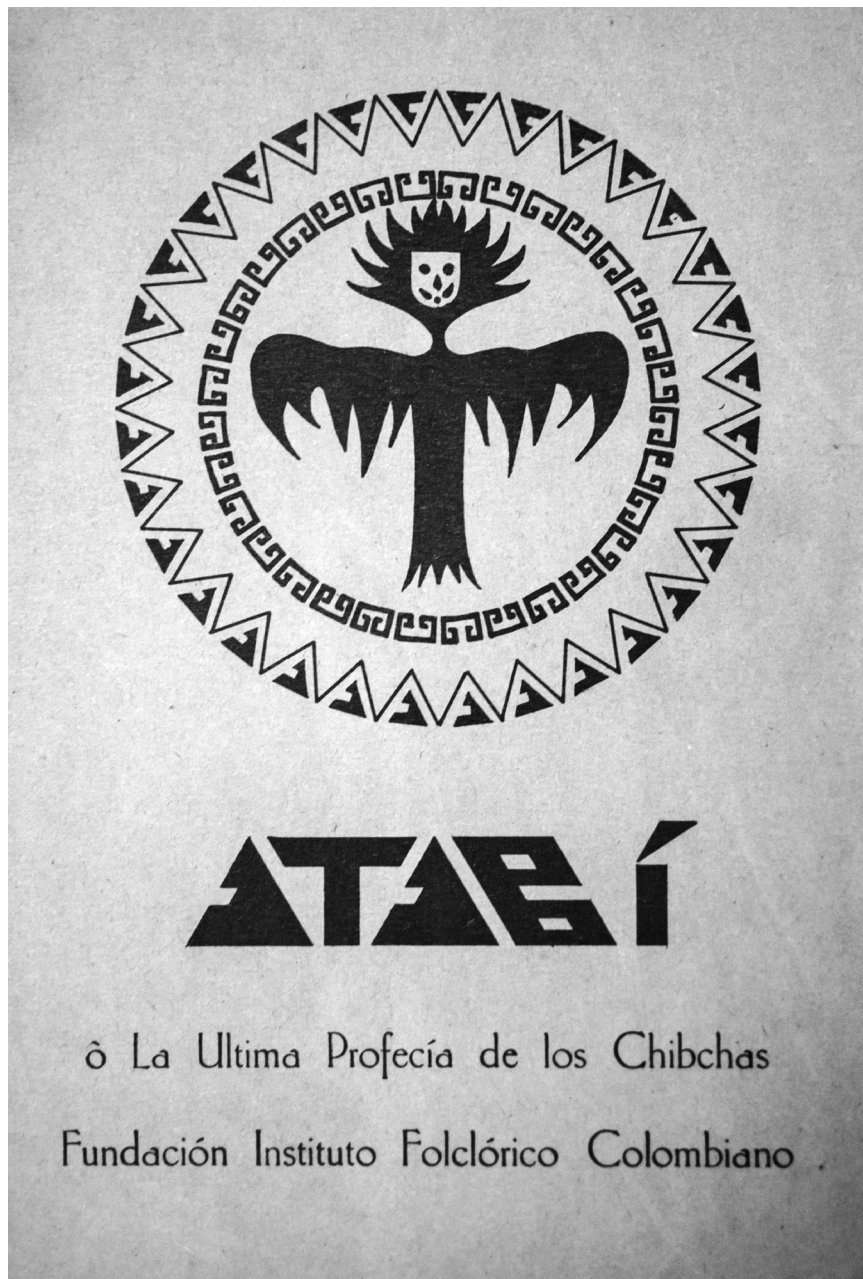 ATABÍ
ô La Ultima Profecía de los Chibchas
Fundación Instituto Folclórico Colombiano.